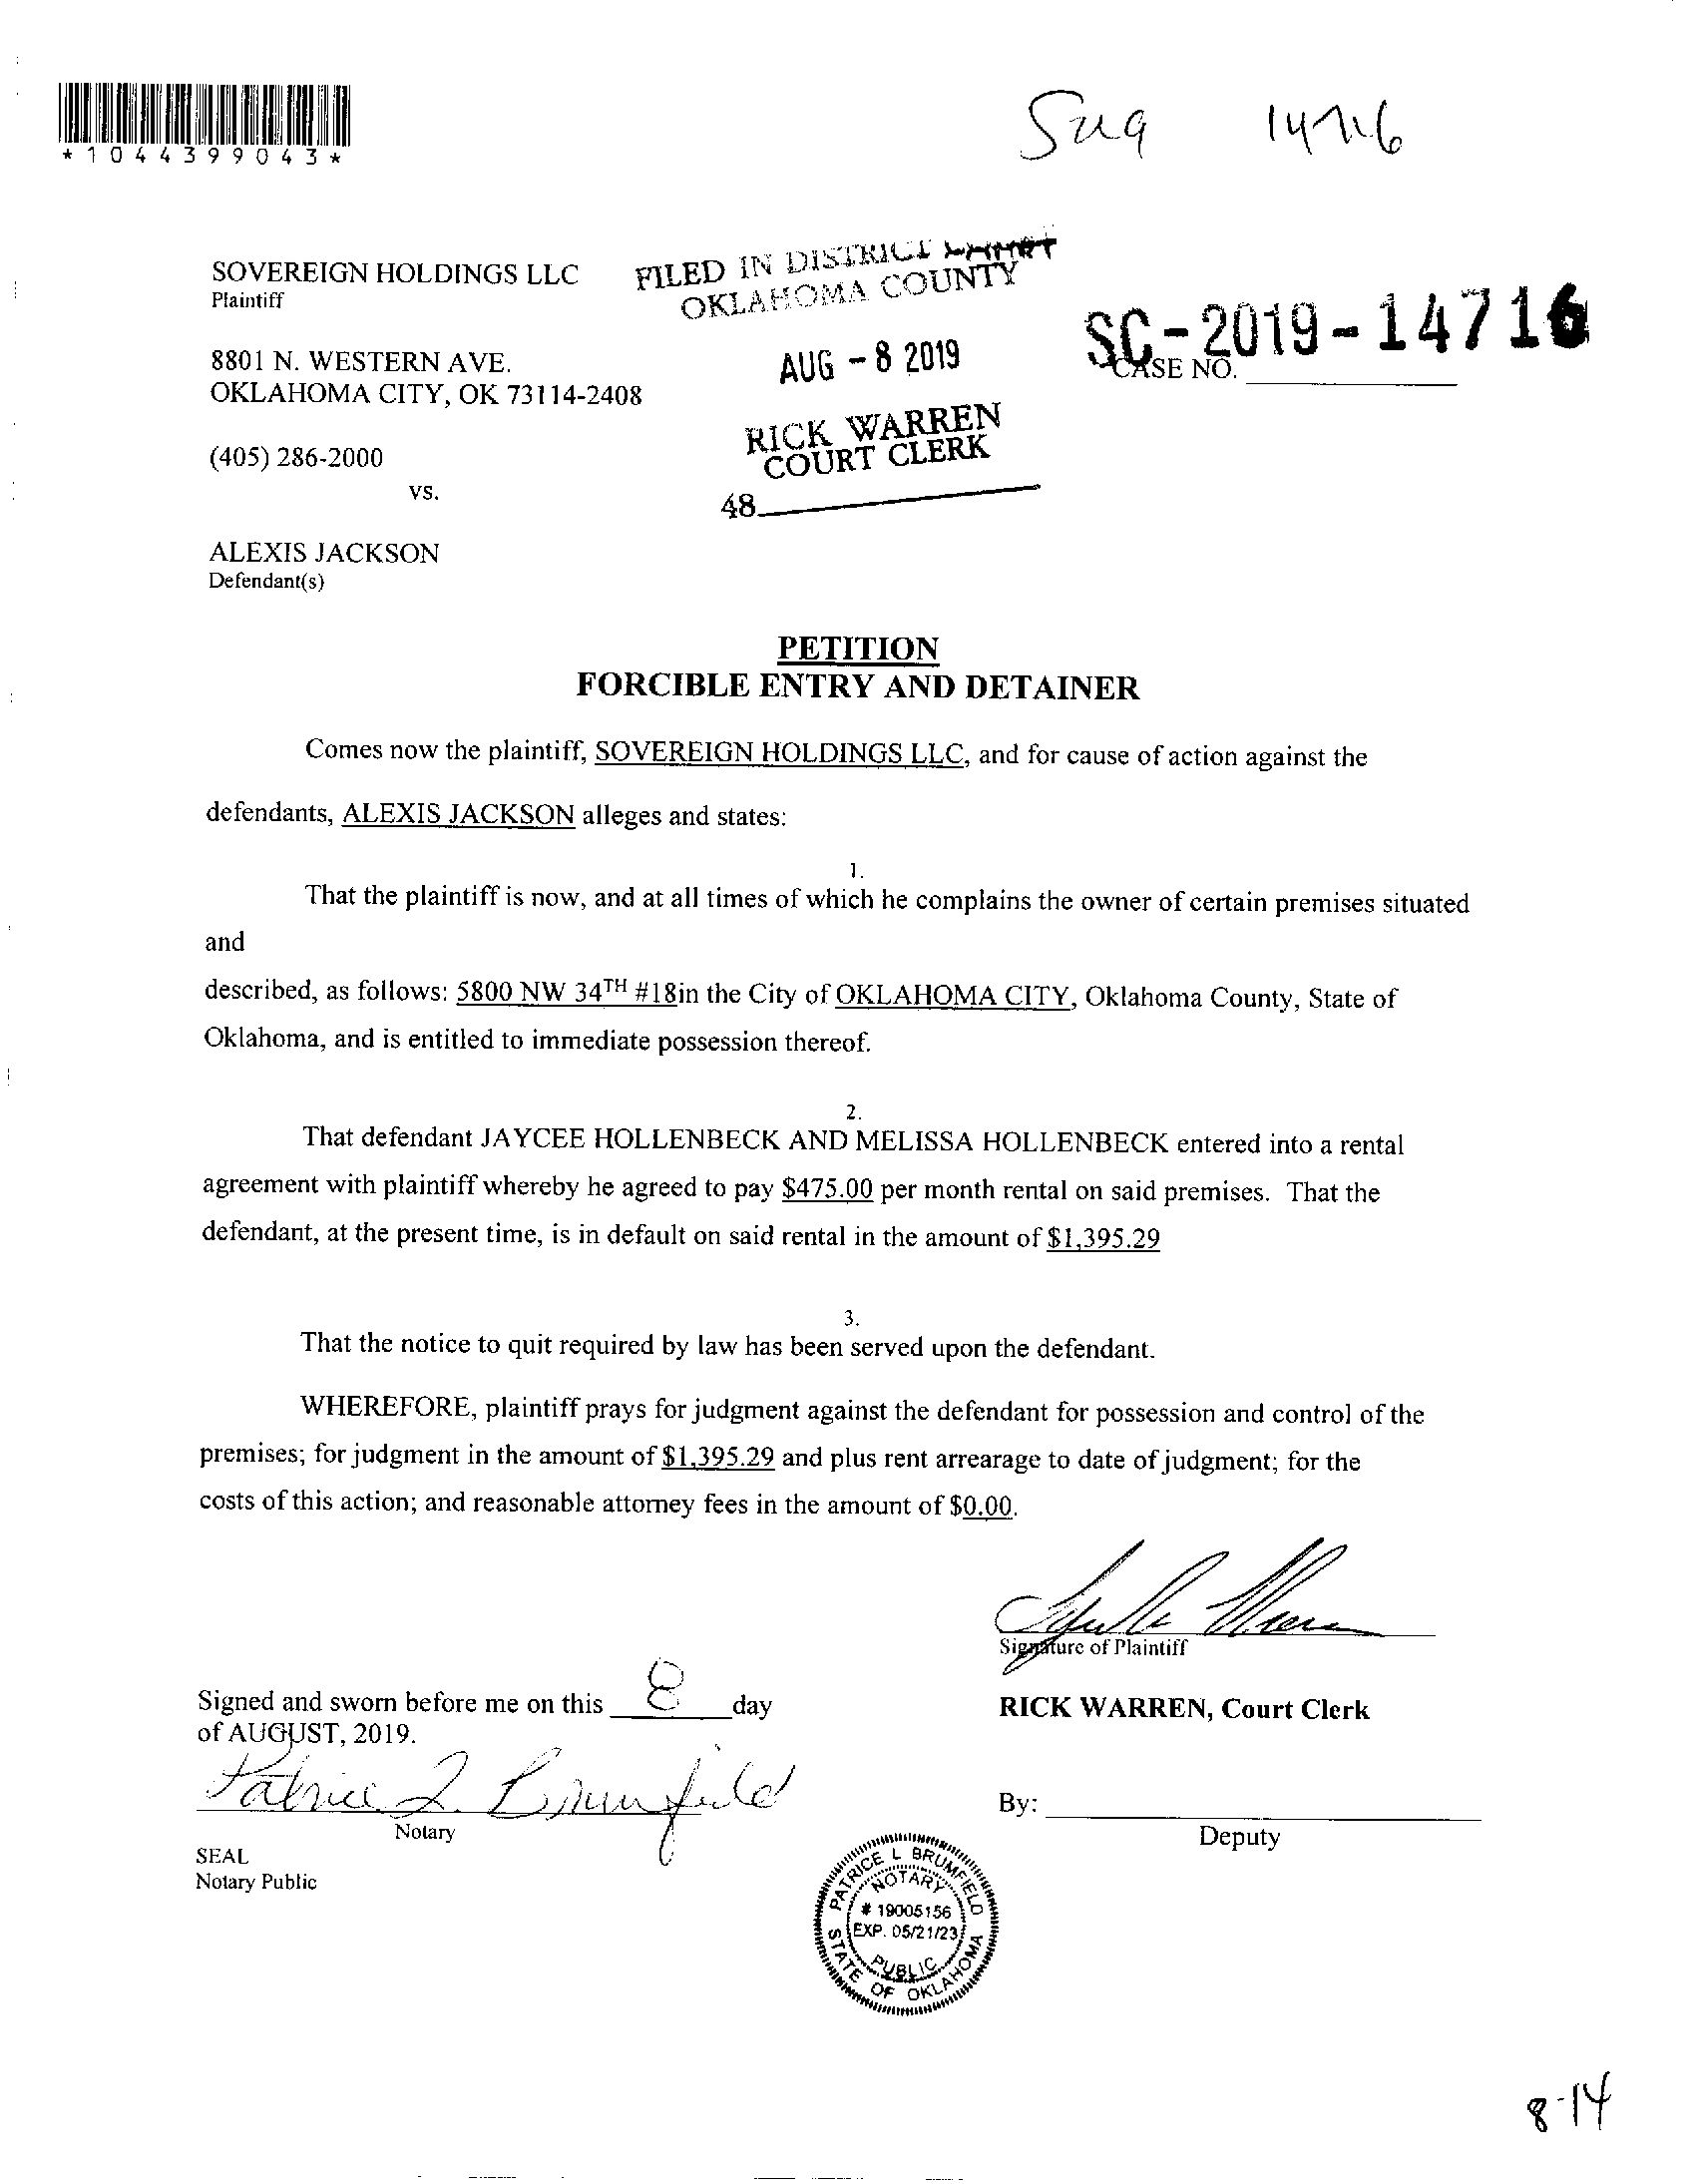 *1044399043*
14716
SOVEREIGN HOLDINGS LLC
Plaintiff
FILED IN DISTRICT COURT
OKLAHOMA COUNTY
SC-2019-14716
CASE NO.
8801 N. WESTERN AVE.
OKLAHOMA CITY, OK 73114-2408
AUG - 8 2019
RICK WARREN
COURT CLERK
(405) 286-2000
vs.
48
ALEXIS JACKSON
Defendant(s)
PETITION
FORCIBLE ENTRY AND DETAINER
Comes now the plaintiff, SOVEREIGN HOLDINGS LLC, and for cause of action against the
defendants, ALEXIS JACKSON alleges and states:
1.
That the plaintiff is now, and at all times of which he complains the owner of certain premises situated
and
described, as follows: 5800 NW 34TH #18in the City of OKLAHOMA CITY, Oklahoma County, State of
Oklahoma, and is entitled to immediate possession thereof.
2.
That defendant JAYCEE HOLLENBECK AND MELISSA HOLLENBECK entered into a rental
agreement with plaintiff whereby he agreed to pay $475.00 per month rental on said premises. That the
defendant, at the present time, is in default on said rental in the amount of $1,395.29
3.
That the notice to quit required by law has been served upon the defendant.
WHEREFORE, plaintiff prays for judgment against the defendant for possession and control of the
premises; for judgment in the amount of $1,395.29 and plus rent arrearage to date of judgment; for the
costs of this action; and reasonable attorney fees in the amount of $0.00.
Signature of Plaintiff
Signed and sworn before me on this 8 day
of AUGUST, 2019.
RICK WARREN, Court Clerk
Patrice L. Brumfield
Notary
By:
Deputy
SEAL
Notary Public
PATRICE L BRUMFIELD
NOTARY
# 19005156
EXP. 05/21/23
PUBLIC
STATE OF OKLAHOMA
8-14